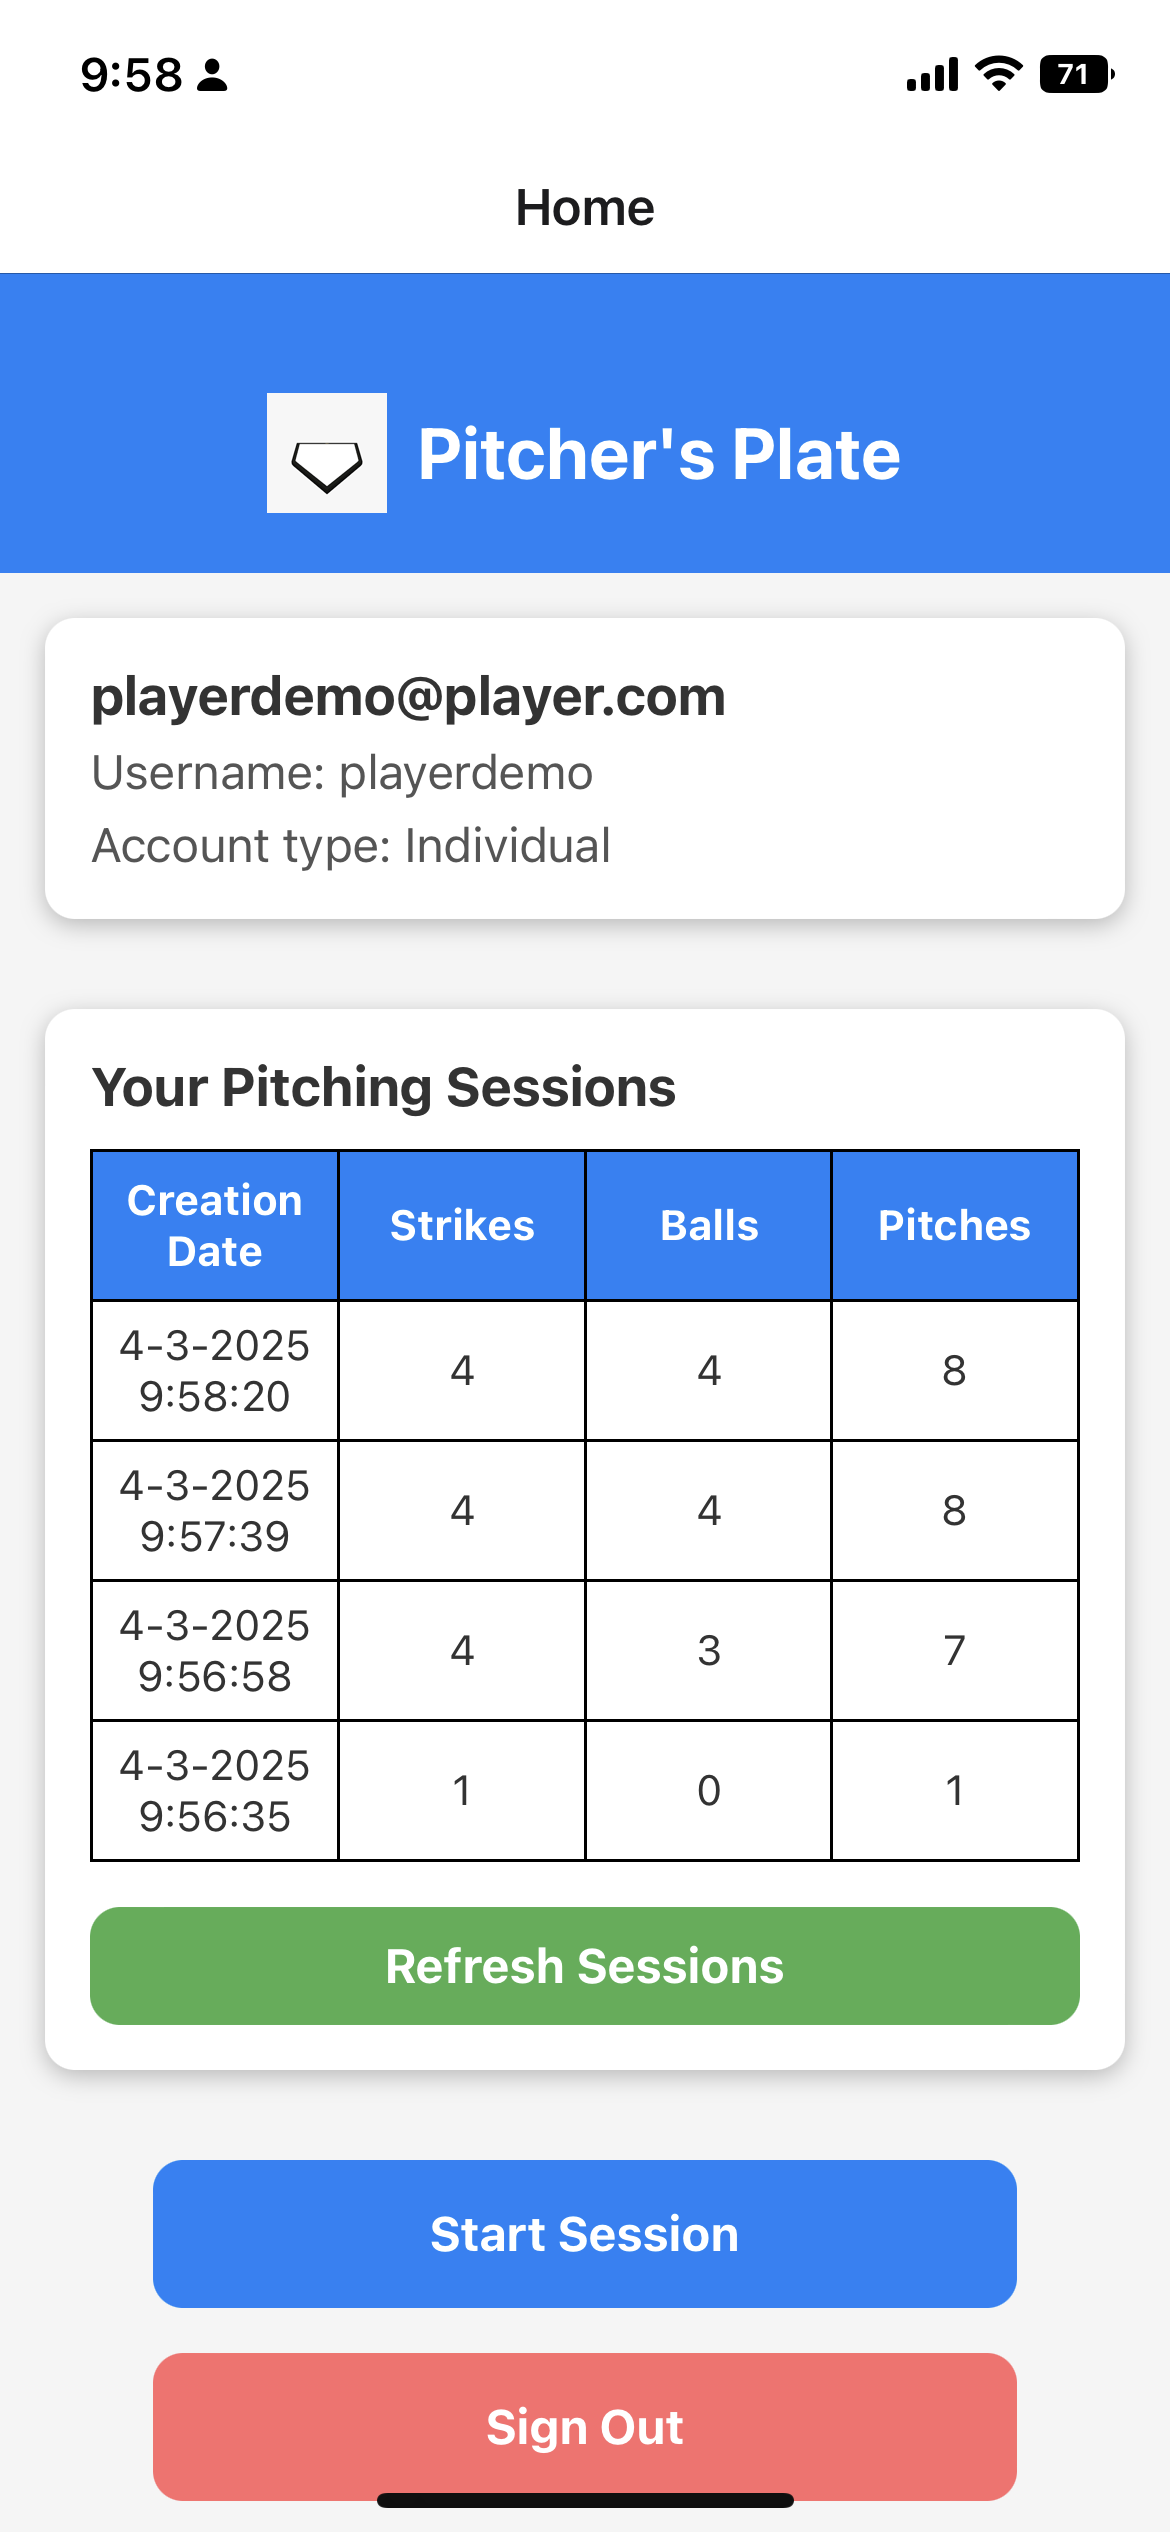 9:58
71
Home
Pitcher's Plate
playerdemo@player.com
Username: playerdemo
Account type: Individual
Your Pitching Sessions
Creation Date Strikes Balls Pitches
4-3-2025 9:58:20 4 4 8
4-3-2025 9:57:39 4 4 8
4-3-2025 9:56:58 4 3 7
4-3-2025 9:56:35 1 0 1
Refresh Sessions
Start Session
Sign Out